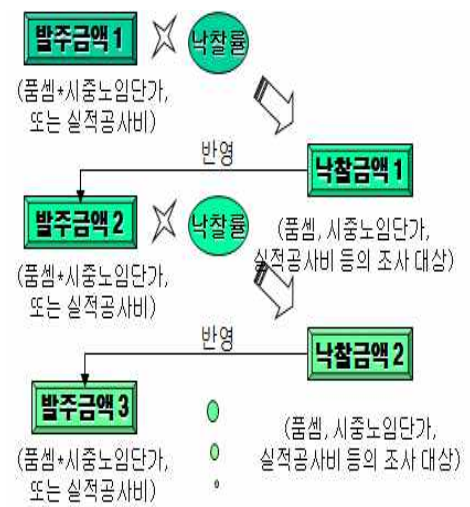 발주금액 1
낙찰률
(품셈*시중노임단가,
또는 실적공사비)
반영
낙찰금액 1
발주금액 2
낙찰률
(품셈, 시중노임단가,
실적공사비 등의 조사 대상)
(품셈*시중노임단가,
또는 실적공사비)
반영
낙찰금액 2
발주금액 3
(품셈, 시중노임단가,
실적공사비 등의 조사 대상)
(품셈*시중노임단가,
또는 실적공사비)